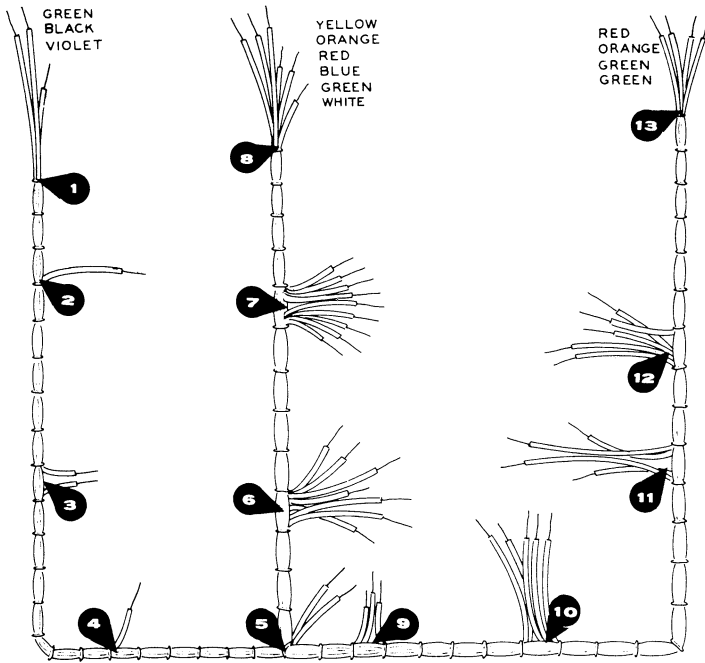 GREEN
BLACK
VIOLET
YELLOW
ORANGE
RED
BLUE
GREEN
WHITE
RED
ORANGE
GREEN
GREEN
1
2
3
4
5
6
7
8
9
10
11
12
13